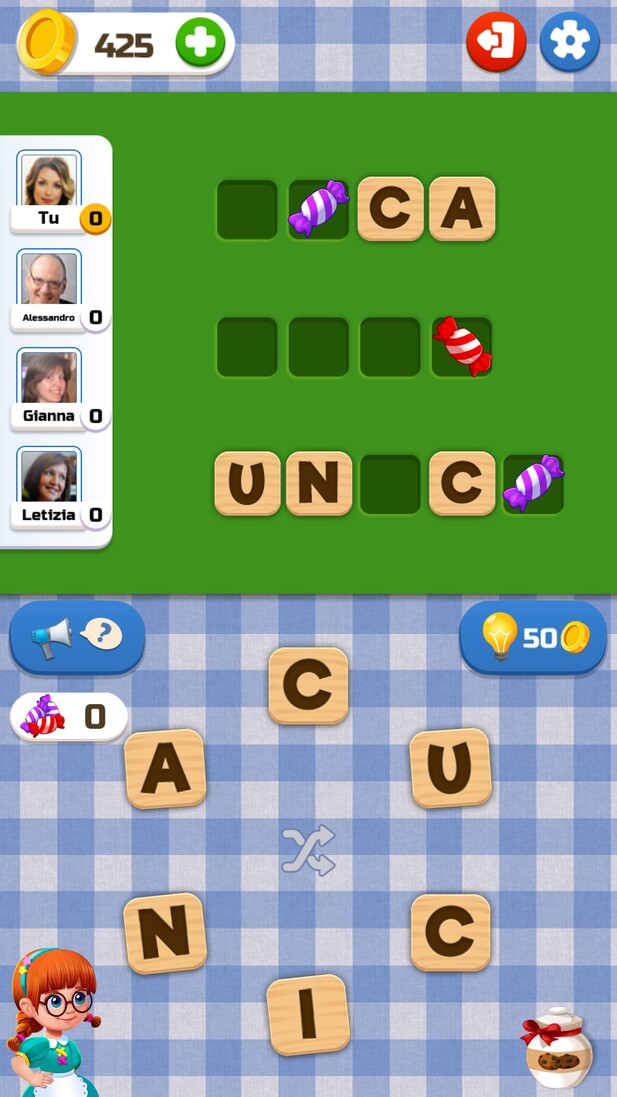 425
C A
Tu 0
Alessandro 0
Gianna 0
Letizia 0
U N C
? 50
0
C
A U
N C
I